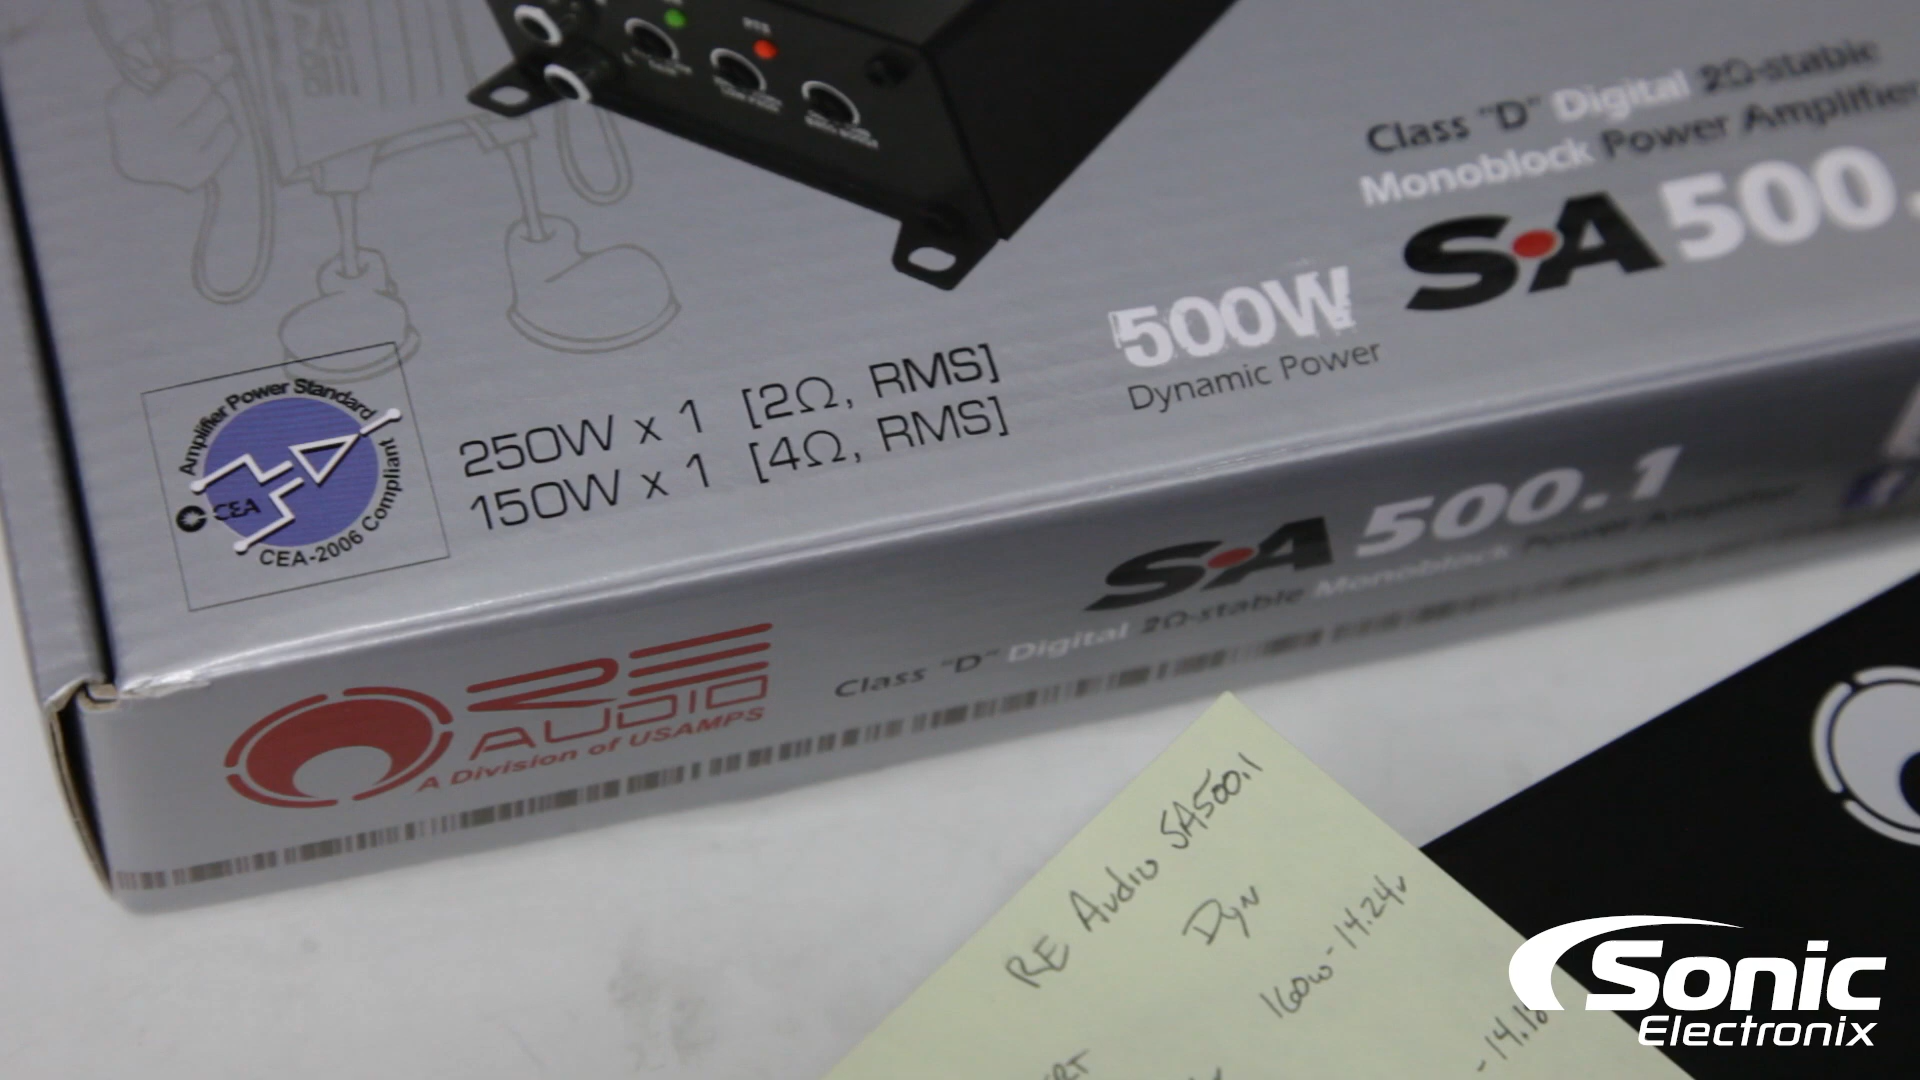 Class "D" Digital 2Ω-stable
Monoblock Power Amplifier
SA 500.
500W
Dynamic Power
250W x 1 [2Ω, RMS]
150W x 1 [4Ω, RMS]
Amplifier Power Standard
CEA
CEA-2006 Compliant
SA 500.1
Class "D" Digital 2Ω-stable Monoblock Power Amplifier
RE
AUDIO
A Division of USAMPS
RE Audio SA500.1
Dyn
160w-14.24v
Sonic
Electronix